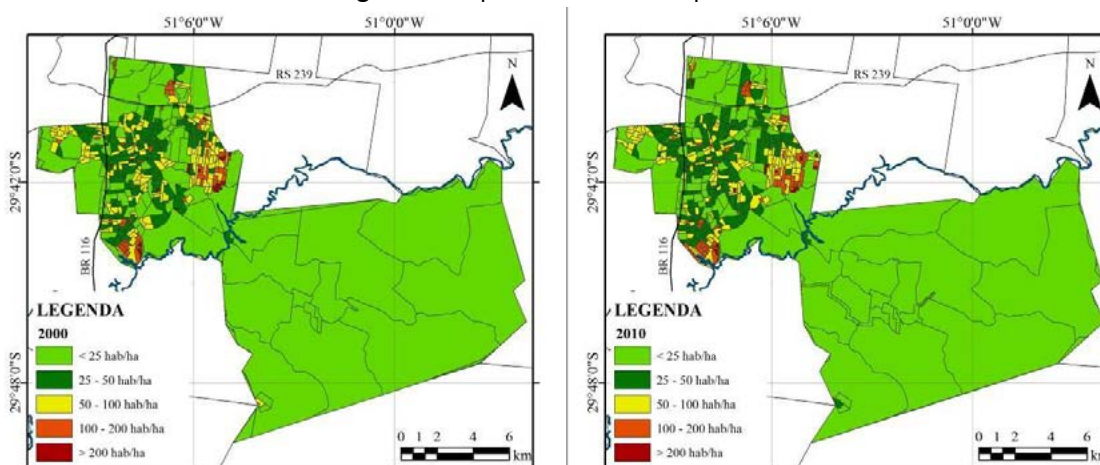 51°6'0"W 51°0'0"W
N
RS 239
29°42'0"S
BR 116
29°48'0"S
LEGENDA
2000
< 25 hab/ha
25 - 50 hab/ha
50 - 100 hab/ha
100 - 200 hab/ha
> 200 hab/ha
0 1 2 4 6
km
51°6'0"W 51°0'0"W
N
RS 239
29°42'0"S
BR 116
29°48'0"S
LEGENDA
2010
< 25 hab/ha
25 - 50 hab/ha
50 - 100 hab/ha
100 - 200 hab/ha
> 200 hab/ha
0 1 2 4 6
km